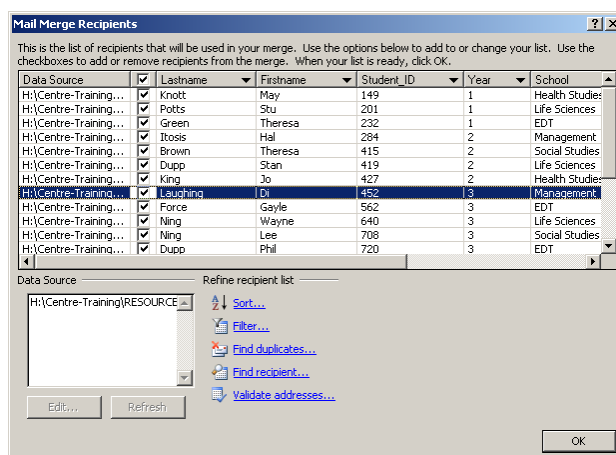 Mail Merge Recipients
This is the list of recipients that will be used in your merge. Use the options below to add to or change your list. Use the
checkboxes to add or remove recipients from the merge. When your list is ready, click OK.
Data Source Lastname Firstname Student_ID Year School
H:\Centre-Training... Knott May 149 1 Health Studies
H:\Centre-Training... Potts Stu 201 1 Life Sciences
H:\Centre-Training... Green Theresa 232 1 EDT
H:\Centre-Training... Itosis Hal 284 2 Management
H:\Centre-Training... Brown Theresa 415 2 Social Studies
H:\Centre-Training... Dupp Stan 419 2 Life Sciences
H:\Centre-Training... King Jo 427 2 Health Studies
H:\Centre-Training... Laughing Di 452 3 Management
H:\Centre-Training... Force Gayle 562 3 EDT
H:\Centre-Training... Ning Wayne 640 3 Life Sciences
H:\Centre-Training... Ning Lee 708 3 Social Studies
H:\Centre-Training... Dupp Phil 720 3 EDT
Data Source Refine recipient list
H:\Centre-Training\RESOURCE
Sort...
Filter...
Find duplicates...
Find recipient...
Validate addresses...
Edit... Refresh
OK